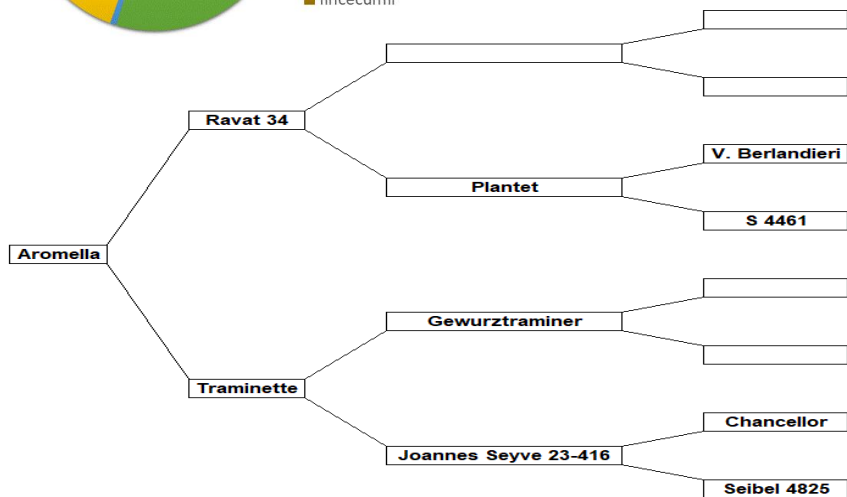 Ravat 34
V. Berlandieri
Plantet
S 4461
Aromella
Gewurztraminer
Traminette
Chancellor
Joannes Seyve 23-416
Seibel 4825